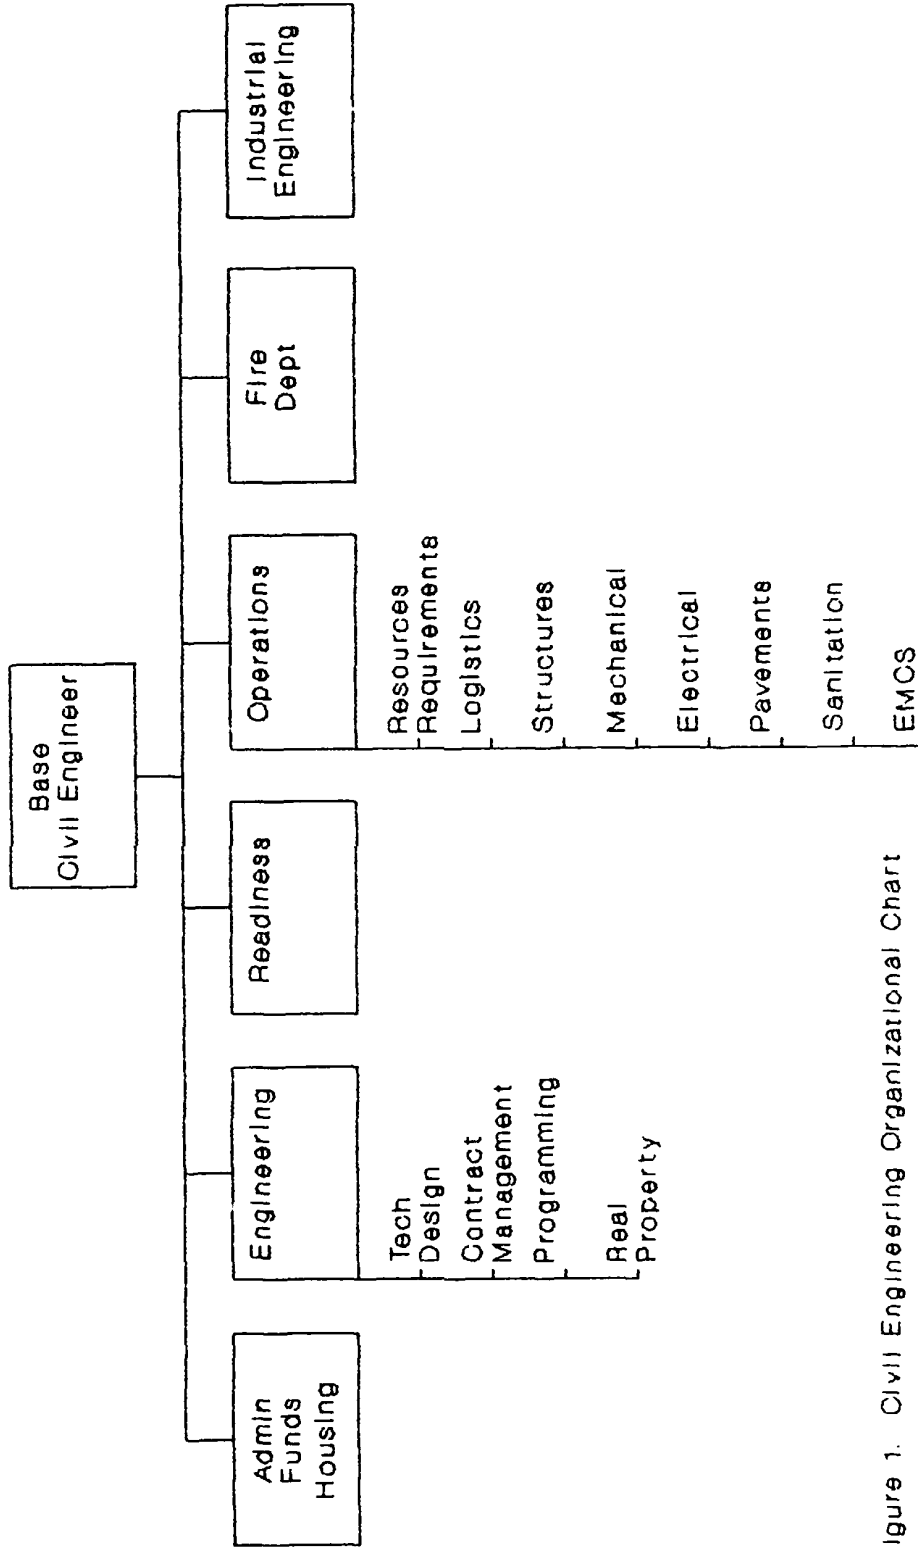 Base
Civil Engineer
Admin
Funds
Housing
Engineering
Readiness
Operations
Fire
Dept
Industrial
Engineering
Tech
Design
Contract
Management
Programming
Real
Property
Resources
Requirements
Logistics
Structures
Mechanical
Electrical
Pavements
Sanitation
EMCS
igure 1. Civil Engineering Organizational Chart